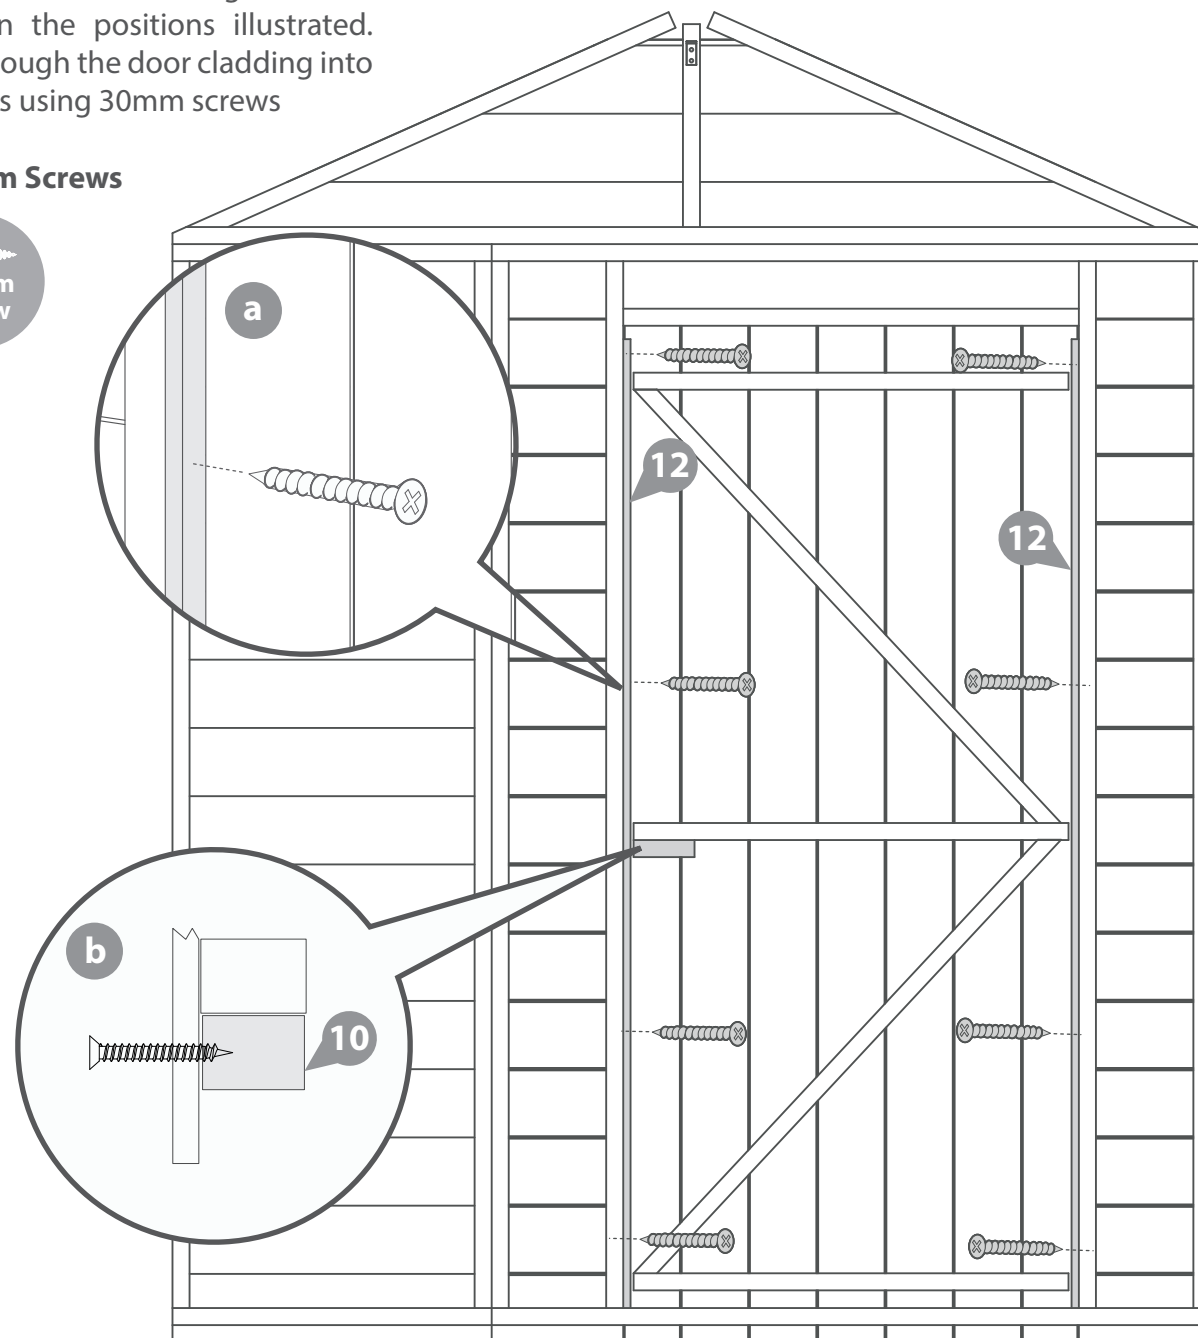 n the positions illustrated.
ough the door cladding into
s using 30mm screws
m Screws
m
w
a
12
12
b
10